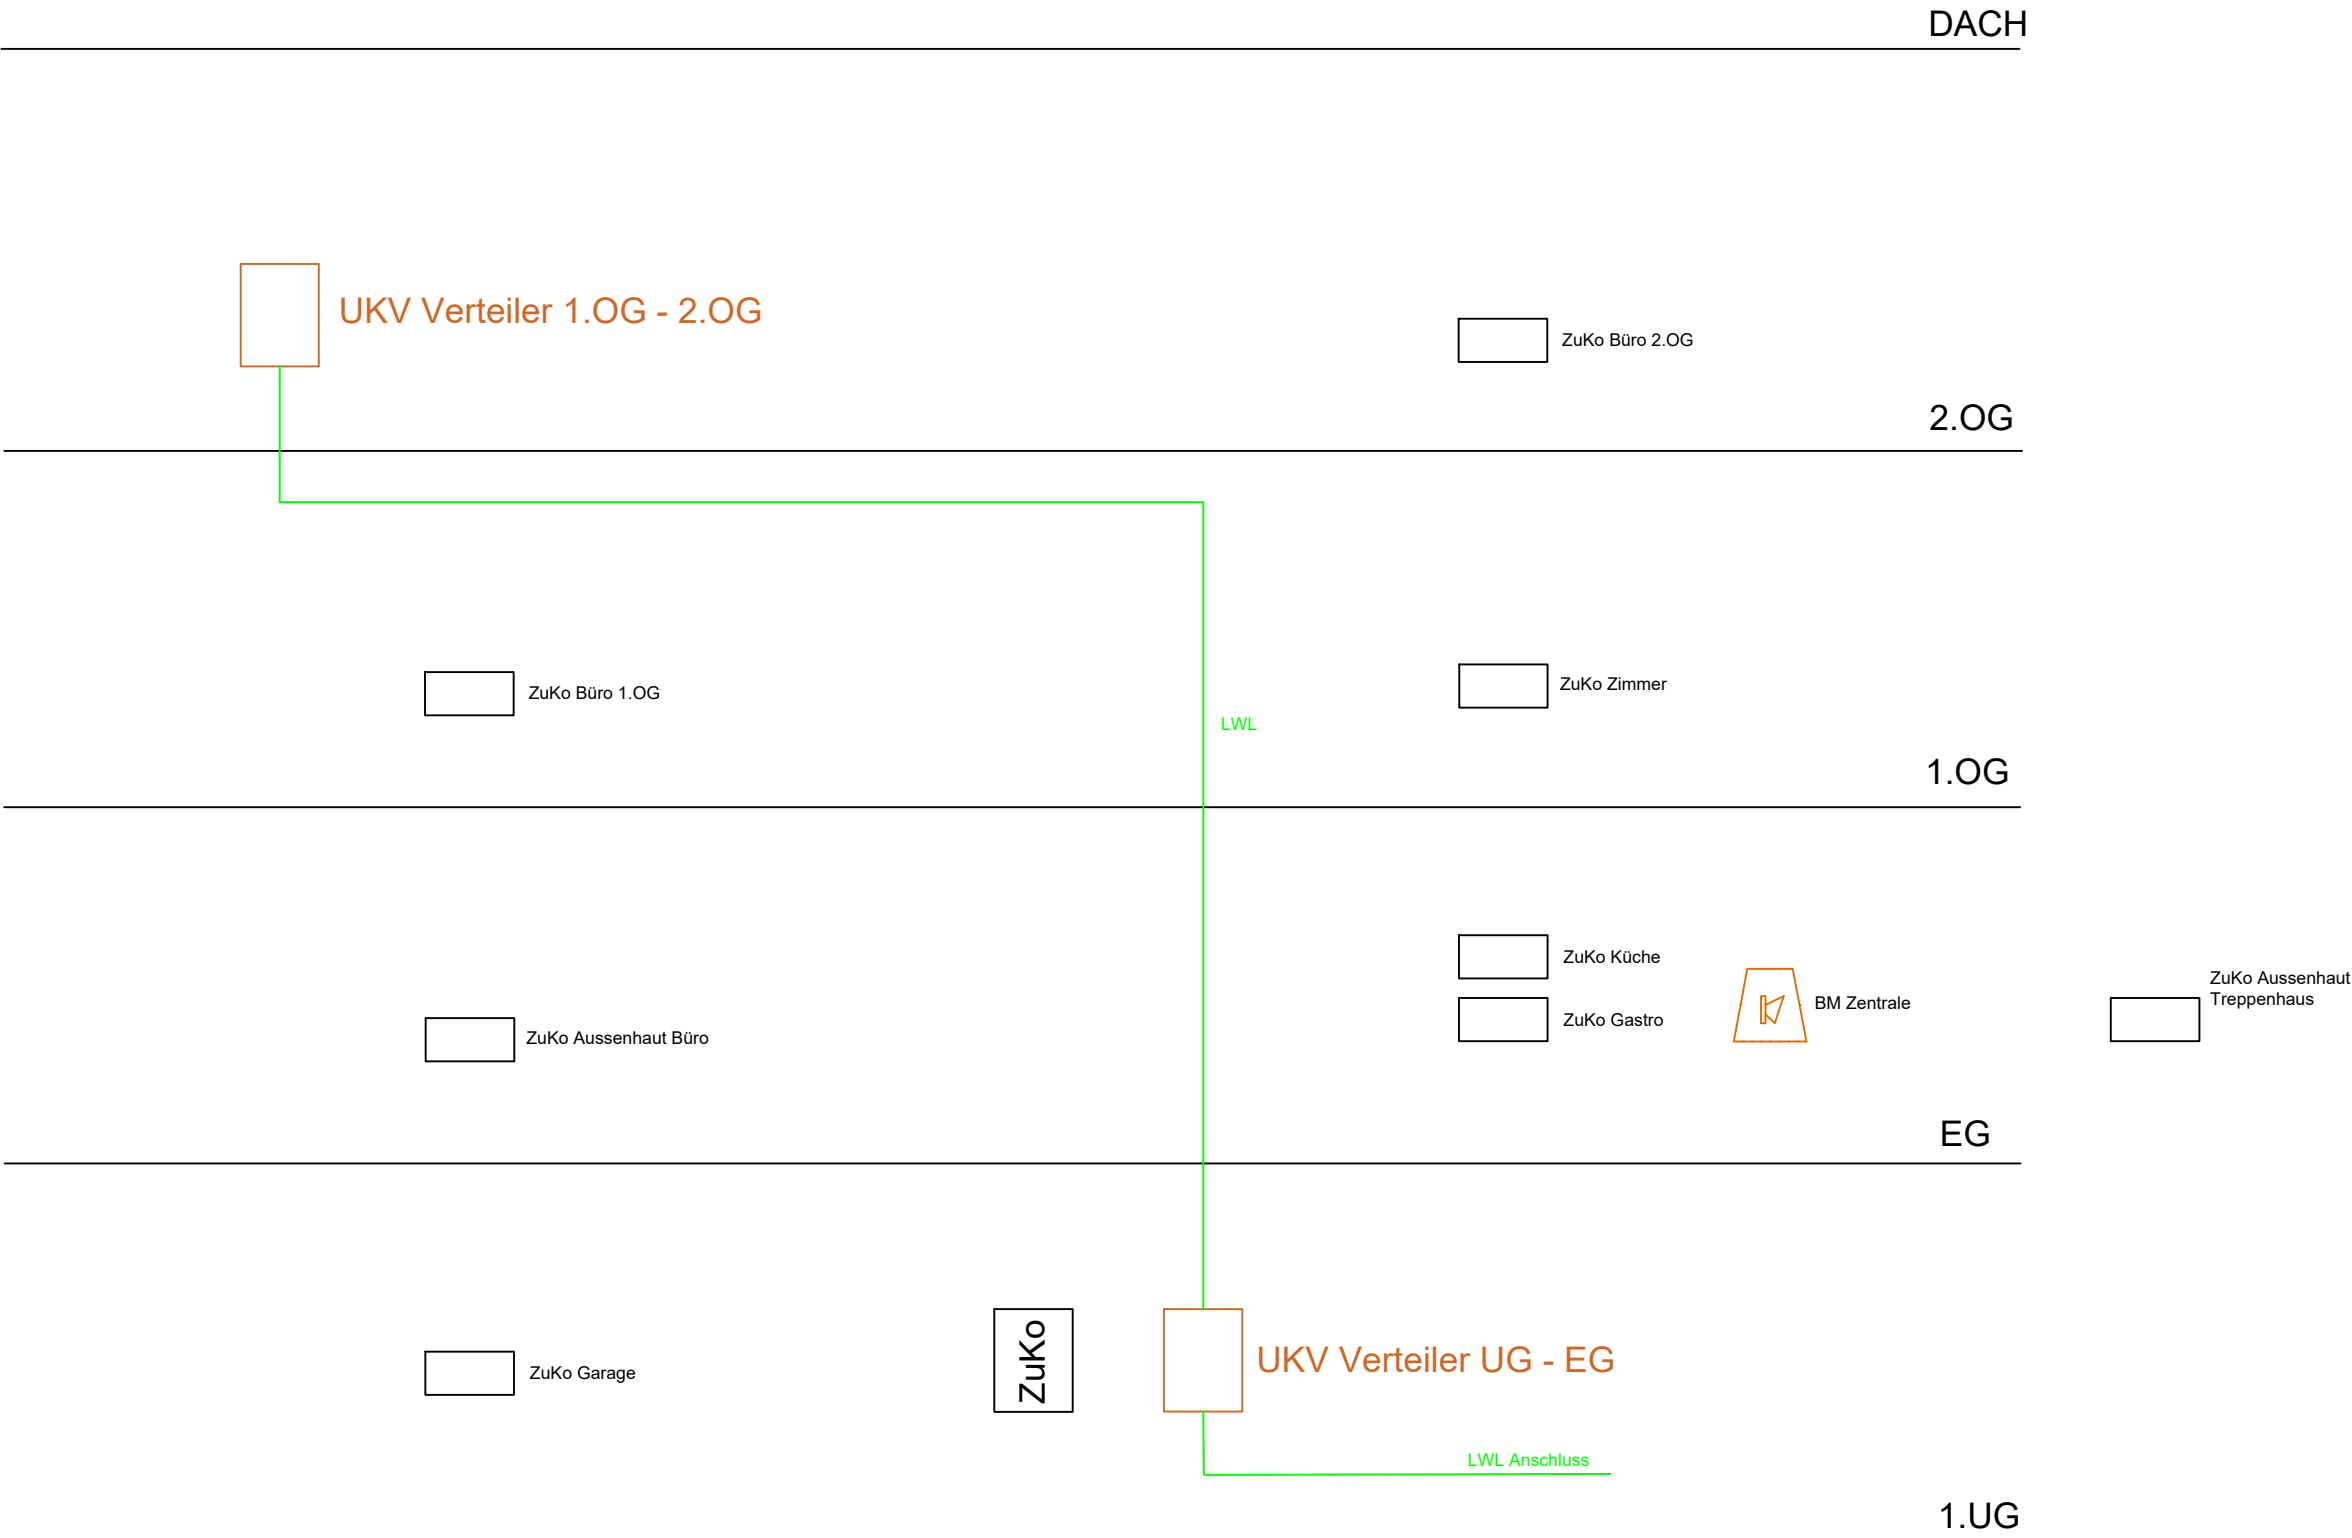 DACH
UKV Verteiler 1.OG - 2.OG
ZuKo Büro 2.OG
2.OG
ZuKo Büro 1.OG
ZuKo Zimmer
LWL
1.OG
ZuKo Küche
ZuKo Aussenhaut
Treppenhaus
BM Zentrale
ZuKo Gastro
ZuKo Aussenhaut Büro
EG
ZuKo
UKV Verteiler UG - EG
ZuKo Garage
LWL Anschluss
1.UG